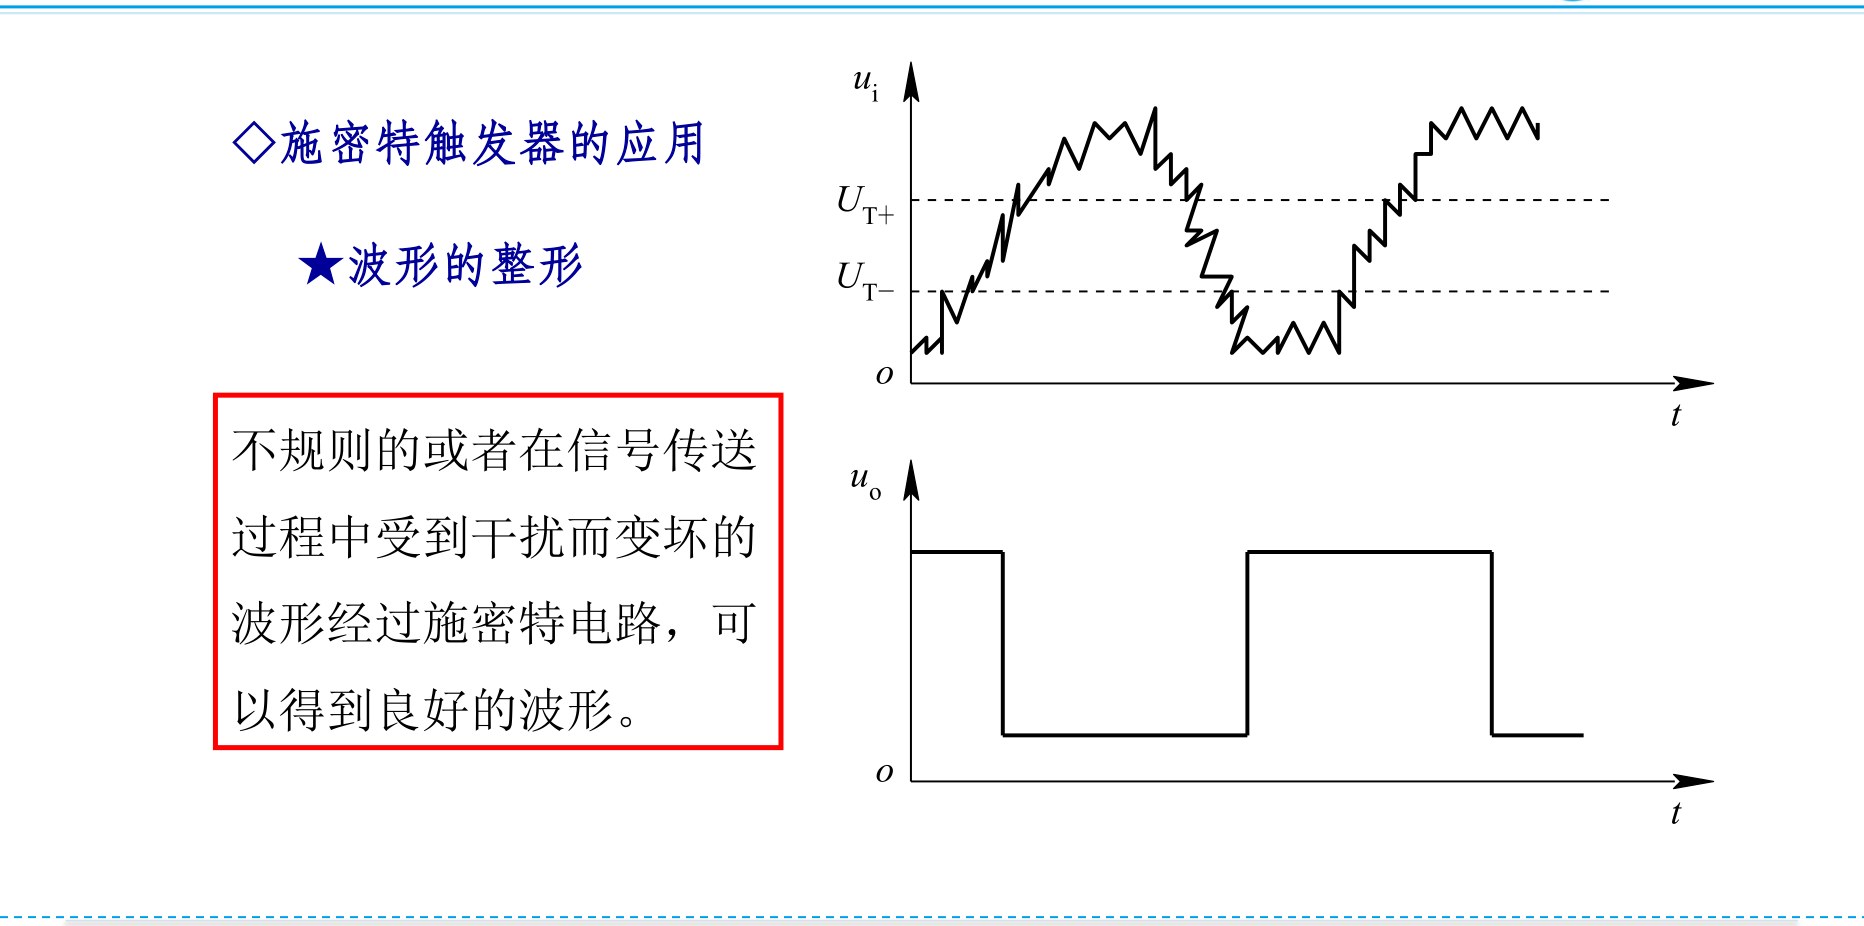 ◇施密特触发器的应用
★波形的整形
不规则的或者在信号传送
过程中受到干扰而变坏的
波形经过施密特电路，可
以得到良好的波形。
ui
UT+
UT−
o
t
uo
o
t